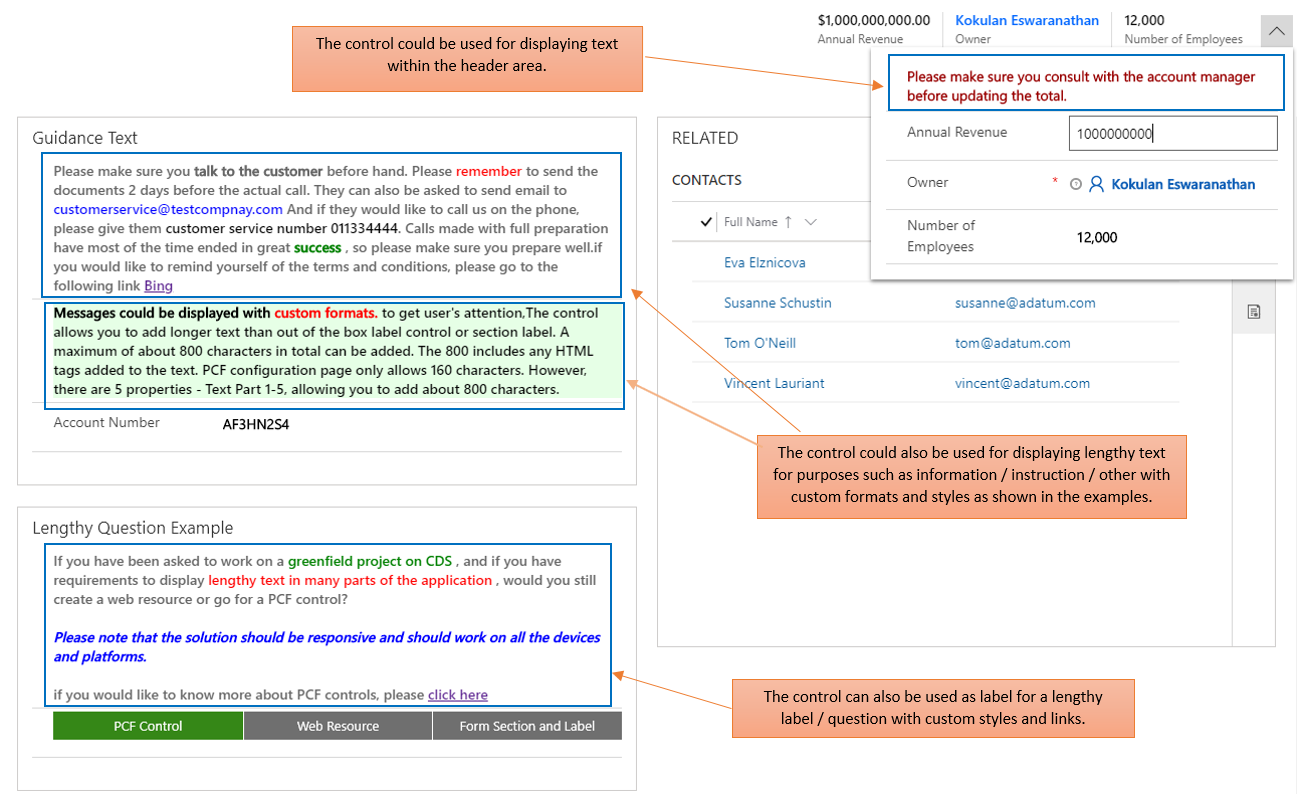 $1,000,000,000.00
Annual Revenue
Kokulan Eswaranathan
Owner
12,000
Number of Employees
The control could be used for displaying text
within the header area.
Please make sure you consult with the account manager
before updating the total.
Annual Revenue
1000000000
Owner
* Kokulan Eswaranathan
Number of
Employees
12,000
Guidance Text
Please make sure you talk to the customer before hand. Please remember to send the
documents 2 days before the actual call. They can also be asked to send email to
customerservice@testcompnay.com And if they would like to call us on the phone,
please give them customer service number 011334444. Calls made with full preparation
have most of the time ended in great success , so please make sure you prepare well.if
you would like to remind yourself of the terms and conditions, please go to the
following link Bing
Messages could be displayed with custom formats. to get user's attention,The control
allows you to add longer text than out of the box label control or section label. A
maximum of about 800 characters in total can be added. The 800 includes any HTML
tags added to the text. PCF configuration page only allows 160 characters. However,
there are 5 properties - Text Part 1-5, allowing you to add about 800 characters.
Account Number
AF3HN2S4
RELATED
CONTACTS
Full Name ↑
Eva Elznicova
Susanne Schustin
susanne@adatum.com
Tom O'Neill
tom@adatum.com
Vincent Lauriant
vincent@adatum.com
The control could also be used for displaying lengthy text
for purposes such as information / instruction / other with
custom formats and styles as shown in the examples.
Lengthy Question Example
If you have been asked to work on a greenfield project on CDS , and if you have
requirements to display lengthy text in many parts of the application , would you still
create a web resource or go for a PCF control?
Please note that the solution should be responsive and should work on all the devices
and platforms.
if you would like to know more about PCF controls, please click here
PCF Control
Web Resource
Form Section and Label
The control can also be used as label for a lengthy
label / question with custom styles and links.